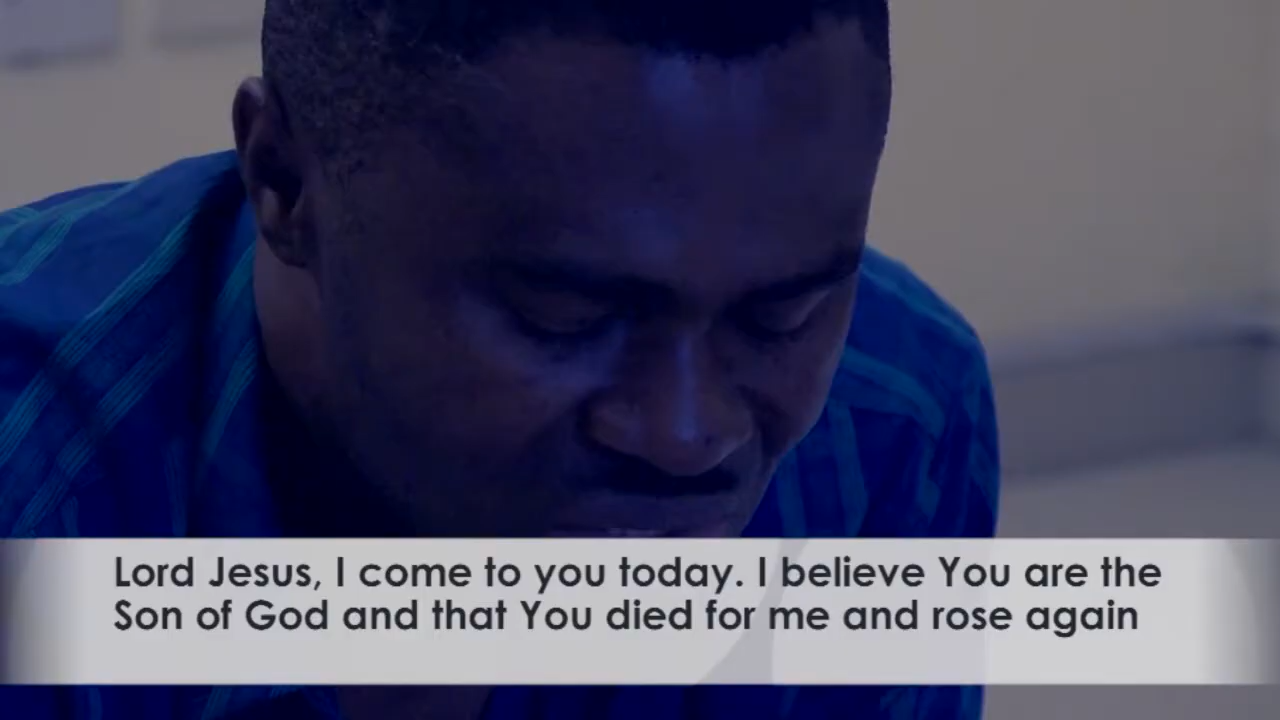 Lord Jesus, I come to you today. I believe You are the
Son of God and that You died for me and rose again